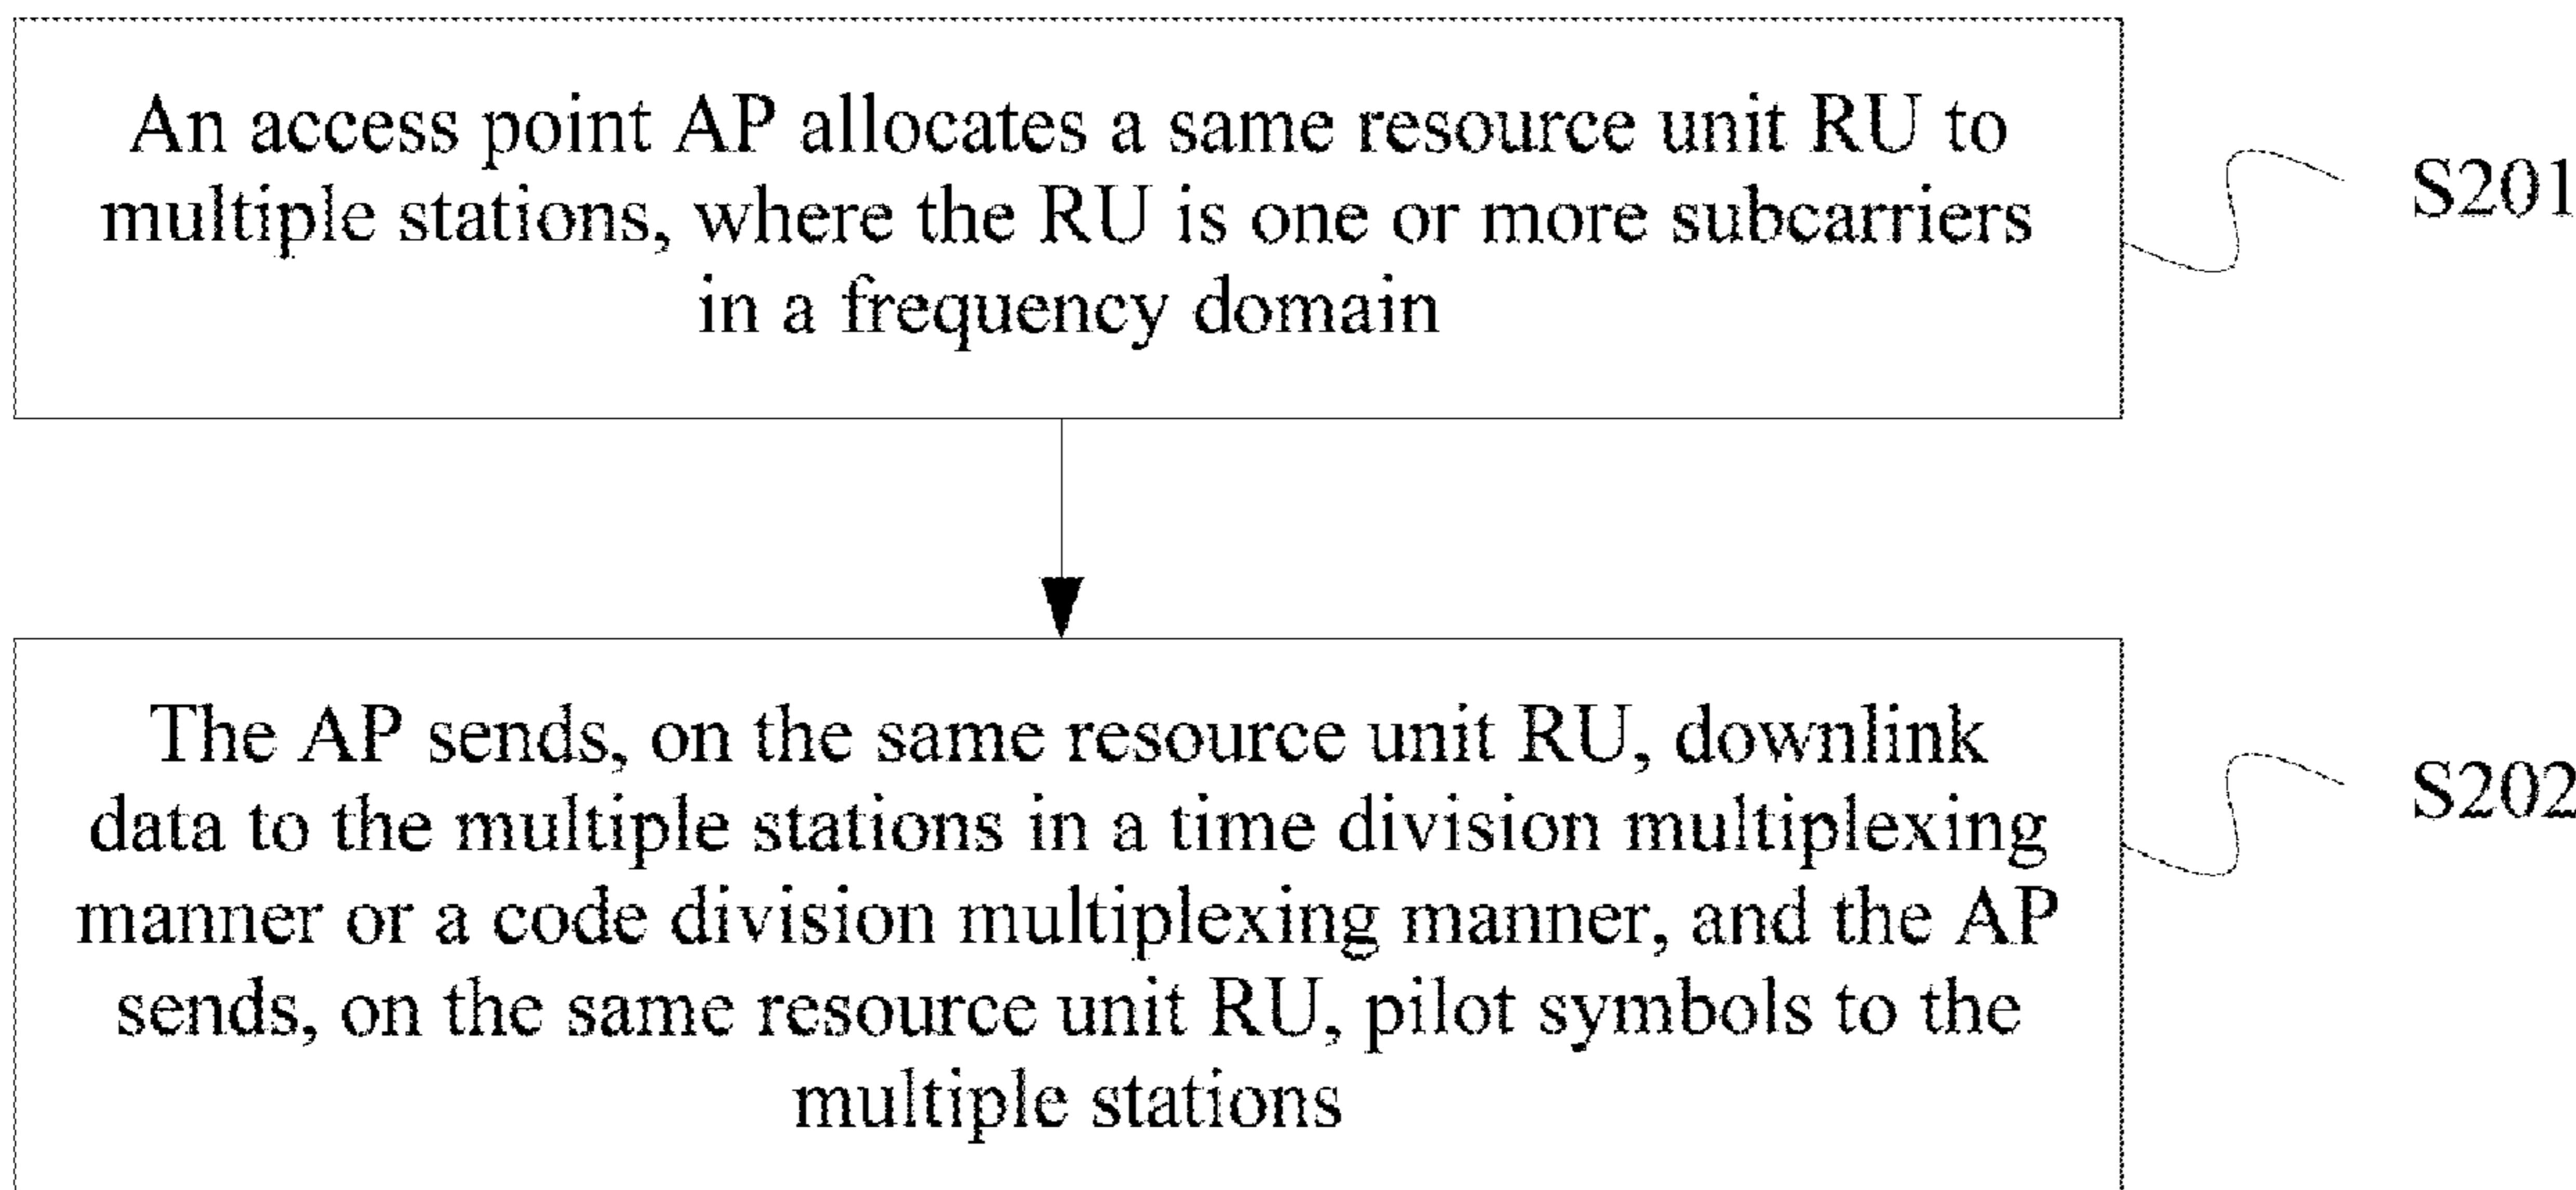 An access point AP allocates a same resource unit RU to
multiple stations, where the RU is one or more subcarriers
in a frequency domain
S201
The AP sends, on the same resource unit RU, downlink
data to the multiple stations in a time division multiplexing
manner or a code division multiplexing manner, and the AP
sends, on the same resource unit RU, pilot symbols to the
multiple stations
S202